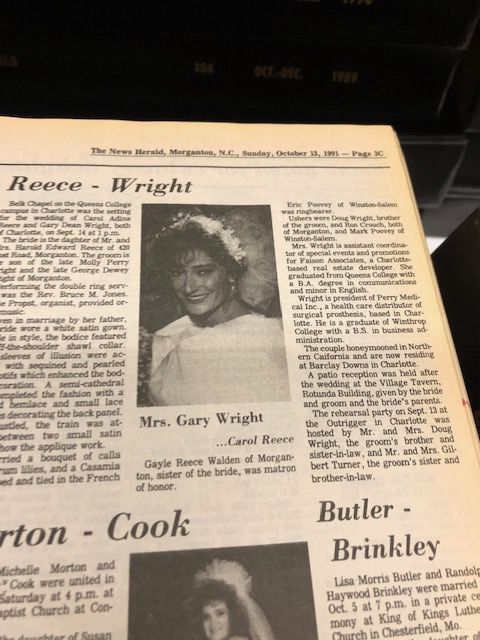 104 OCT.-DEC. 1989
The News Herald, Morganton, N.C., Sunday, October 13, 1991 — Page 3C
Reece - Wright
Belk Chapel on the Queens College
campus in Charlotte was the setting
for the wedding of Carol Adina
Reece and Gary Dean Wright, both
of Charlotte, on Sept. 14 at 1 p.m.
The bride is the daghter of Mr. and
Mrs. Harold Edward Reece of 420
ost Road, Morganton. The groom is
e son of the late Molly Perry
right and the late George Dewey
ight of Morganton.
erforming the double ring serv-
was the Rev. Bruce M. Jones.
e Propst, organist, provided or-
music.
ven in marriage by her father,
ride wore a white satin gown.
le in style, the bodice featured
f-the-shoulder shawl collar.
sleeves of illusion were ac-
with sequined and pearled
otifs which enhanced the bod-
coration. A semi-cathedral
ompleted the fashion with a
d hemlace and small lace
s decorating the back panel.
ustled, the train was at-
between two small satin
how the applique work.
rried a bouquet of calla
rum lilies, and a Casamia
ped and tied in the French
Mrs. Gary Wright
...Carol Reece
Gayle Reece Walden of Morgan-
ton, sister of the bride, was matron
of honor.
Eric Poovey of Winston-Salem
was ringbearer.
Ushers were Doug Wright, brother
of the groom, and Ron Crouch, both
of Morganton, and Mark Poovey of
Winston-Salem.
Mrs. Wright is assistant coordina-
tor of special events and promotions
for Faison Associates, a Charlotte-
based real estate developer. She
graduated from Queens College with
a B.A. degree in communications
and minor in English.
Wright is president of Perry Medi-
cal Inc., a health care distributor of
surgical prosthesis, based in Char-
lotte. He is a graduate of Winthrop
College with a B.S. in business ad-
ministration.
The couple honeymooned in North-
ern Caifornia and are now residing
at Barclay Downs in Charlotte.
A patio reception was held after
the wedding at the Village Tavern,
Rotunda Building, given by the bride
and groom and the bride's parents.
The rehearsal party on Sept. 13 at
the Outrigger in Charlotte was
hosted by Mr. and Mrs. Doug
Wright, the groom's brother and
sister-in-law, and Mr. and Mrs. Gil-
bert Turner, the groom's sister and
brother-in-law.
rton - Cook
Michelle Morton and
Cook were united in
Saturday at 4 p.m. at
aptist Church at Con-
daughter of Susan
Butler -
Brinkley
Lisa Morris Butler and Randolp
Haywood Brinkley were married
Oct. 5 at 7 p.m. in a private ce
mony at King of Kings Luthe
Church in Chesterfield, Mo.